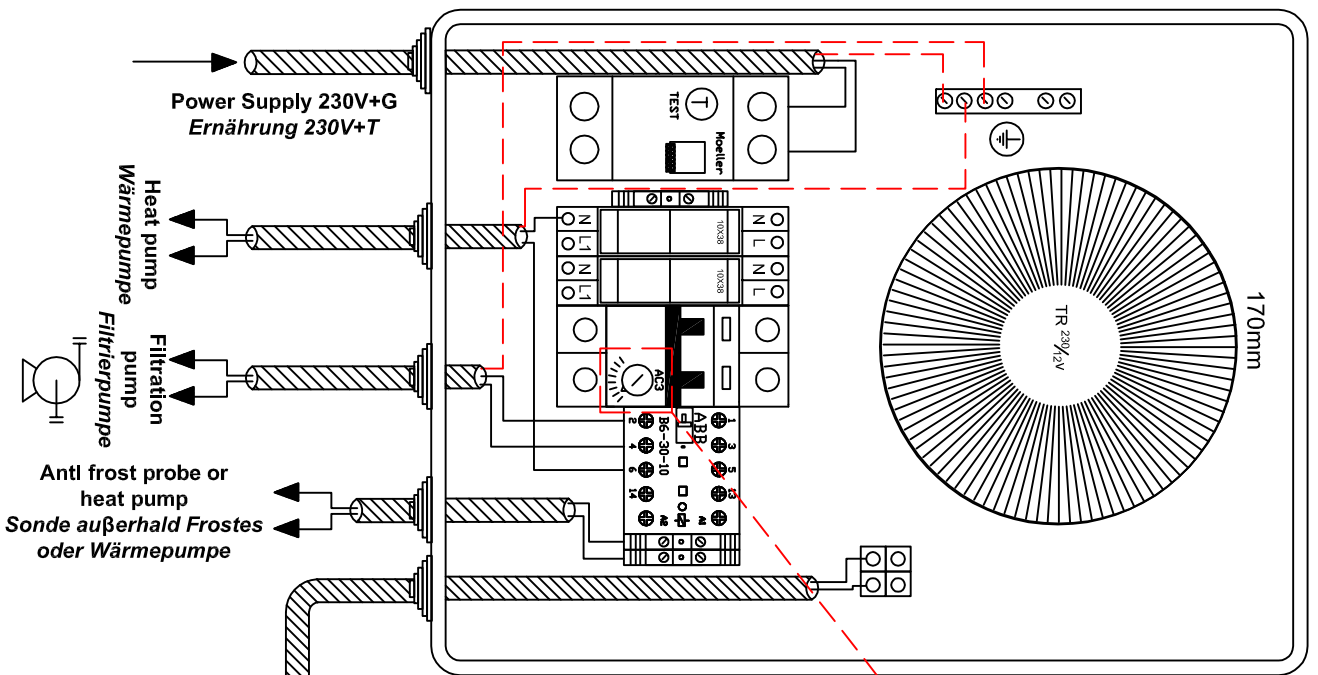 Power Supply 230V+G
Ernährung 230V+T
TEST
T
Moeller
Heat pump
Wärmepumpe
N
L1
N
L1
10X38
10X38
N
L
N
L
Filtration
pump
Filtrierpumpe
AC3
ABB
B6-30-10
2
4
6
14
A2
1
3
5
13
A1
AntI frost probe or
heat pump
Sonde außerhald Frostes
oder Wärmepumpe
TR 230/12V
170mm